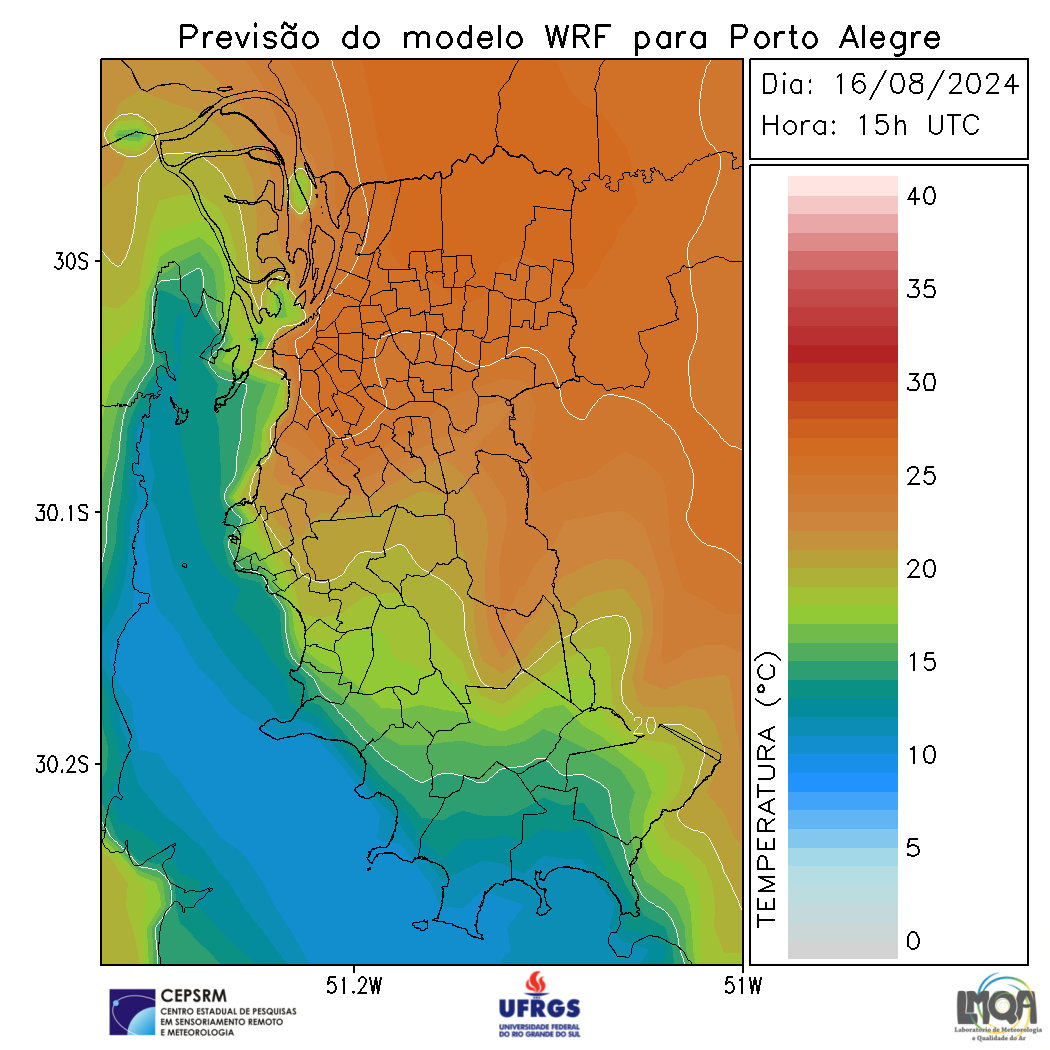 Previsão do modelo WRF para Porto Alegre
Dia: 16/08/2024
Hora: 15h UTC
40
35
30
25
20
15
10
5
0
TEMPERATURA (°C)
30S
30.1S
30.2S
20
51.2W
51W
CEPSRM
CENTRO ESTADUAL DE PESQUISAS
EM SENSORIAMENTO REMOTO
E METEOROLOGIA
UFRGS
UNIVERSIDADE FEDERAL
DO RIO GRANDE DO SUL
LMQA
Laboratório de Meteorologia
e Qualidade do Ar